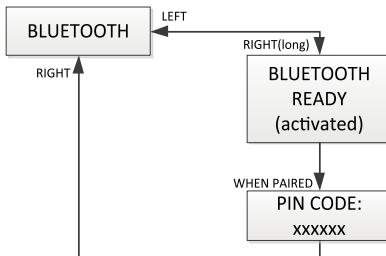 BLUETOOTH
LEFT
RIGHT(long)
RIGHT
BLUETOOTH
READY
(activated)
WHEN PAIRED
PIN CODE:
xxxxxx